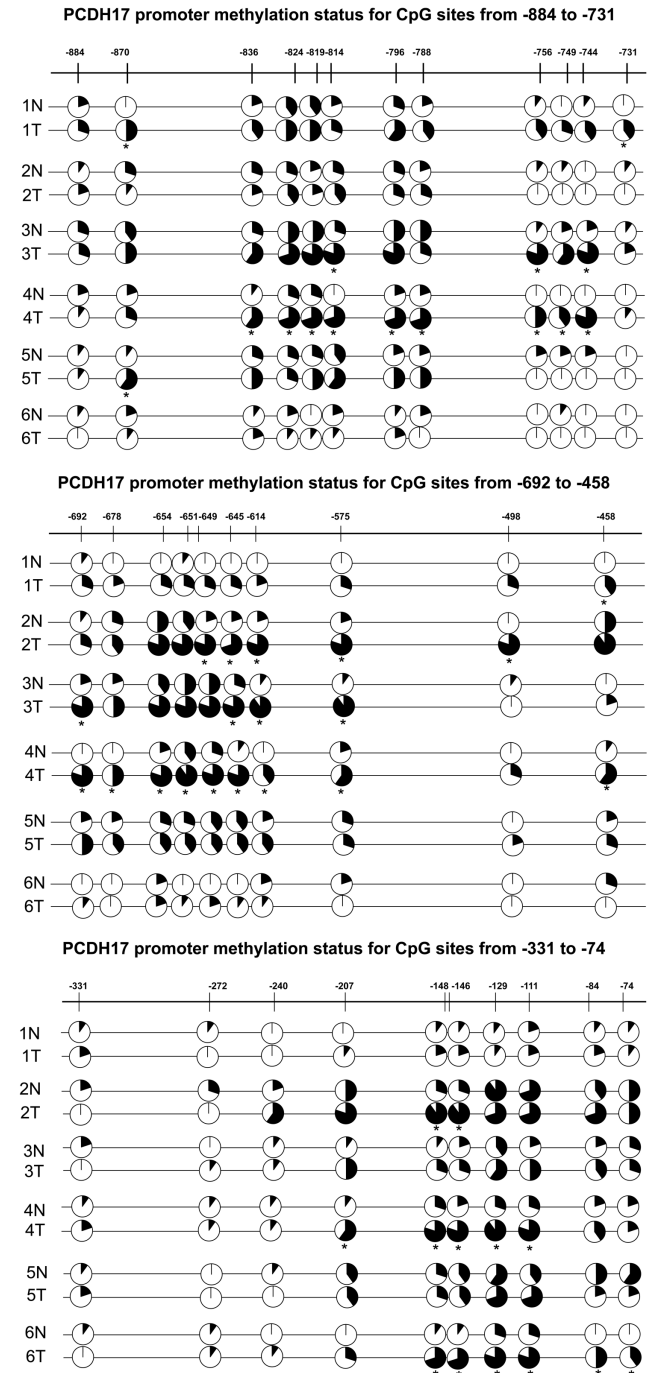 PCDH17 promoter methylation status for CpG sites from -884 to -731
-884 -870 -836 -824 -819 -814 -796 -788 -756 -749 -744 -731
1N
1T
* *
2N
2T
3N
3T
* * *
4N
4T
* * * * * * * * *
5N
5T
*
6N
6T
PCDH17 promoter methylation status for CpG sites from -692 to -458
-692 -678 -654 -651 -649 -645 -614 -575 -498 -458
1N
1T
*
2N
2T
* * * * *
3N
3T
* * * *
4N
4T
* * * * * * * * *
5N
5T
6N
6T
PCDH17 promoter methylation status for CpG sites from -331 to -74
-331 -272 -240 -207 -148 -146 -129 -111 -84 -74
1N
1T
2N
2T
* *
3N
3T
4N
4T
* * * * *
5N
5T
6N
6T
* * * * * *